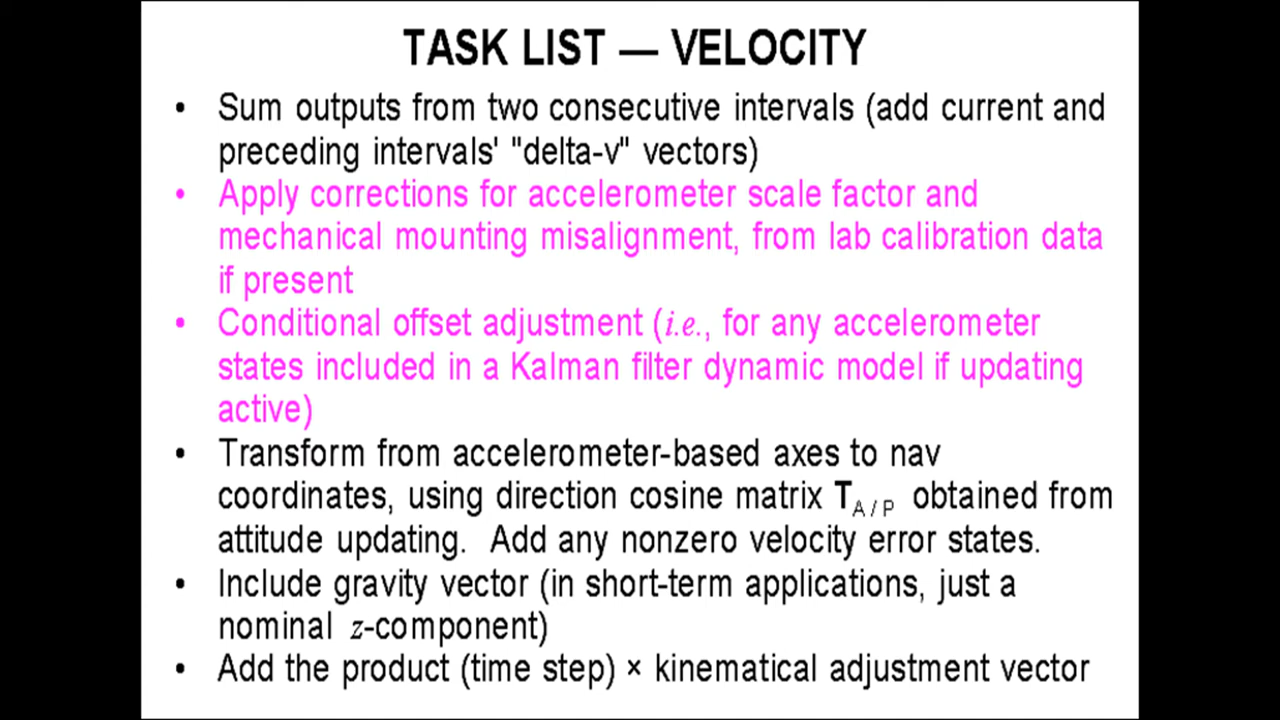 TASK LIST — VELOCITY
• Sum outputs from two consecutive intervals (add current and
preceding intervals' "delta-v" vectors)
• Apply corrections for accelerometer scale factor and
mechanical mounting misalignment, from lab calibration data
if present
• Conditional offset adjustment (i.e., for any accelerometer
states included in a Kalman filter dynamic model if updating
active)
• Transform from accelerometer-based axes to nav
coordinates, using direction cosine matrix T A / P obtained from
attitude updating. Add any nonzero velocity error states.
• Include gravity vector (in short-term applications, just a
nominal z-component)
• Add the product (time step) × kinematical adjustment vector